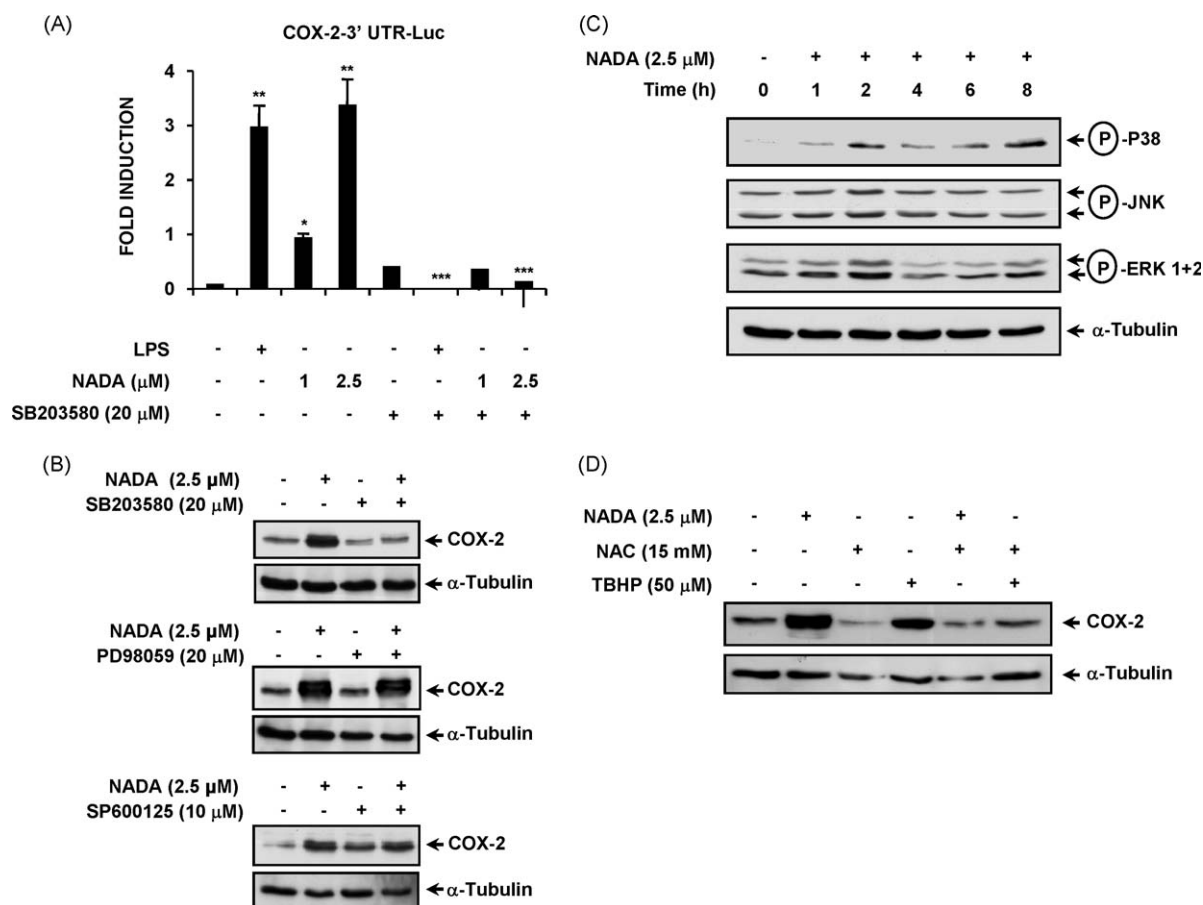 (A)
COX-2-3' UTR-Luc
FOLD INDUCTION
4
3
2
1
0
**
*
**
***
***
LPS - + - - - + - -
NADA (μM) - - 1 2.5 - - 1 2.5
SB203580 (20 μM) - - - - + + + +
(B)
NADA (2.5 μM) - + - +
SB203580 (20 μM) - - + +
COX-2
α-Tubulin
NADA (2.5 μM) - + - +
PD98059 (20 μM) - - + +
COX-2
α-Tubulin
NADA (2.5 μM) - + - +
SP600125 (10 μM) - - + +
COX-2
α-Tubulin
(C)
NADA (2.5 μM) - + + + + +
Time (h) 0 1 2 4 6 8
P-P38
P-JNK
P-ERK 1+2
α-Tubulin
(D)
NADA (2.5 μM) - + - - + -
NAC (15 mM) - - + - + +
TBHP (50 μM) - - - + - +
COX-2
α-Tubulin